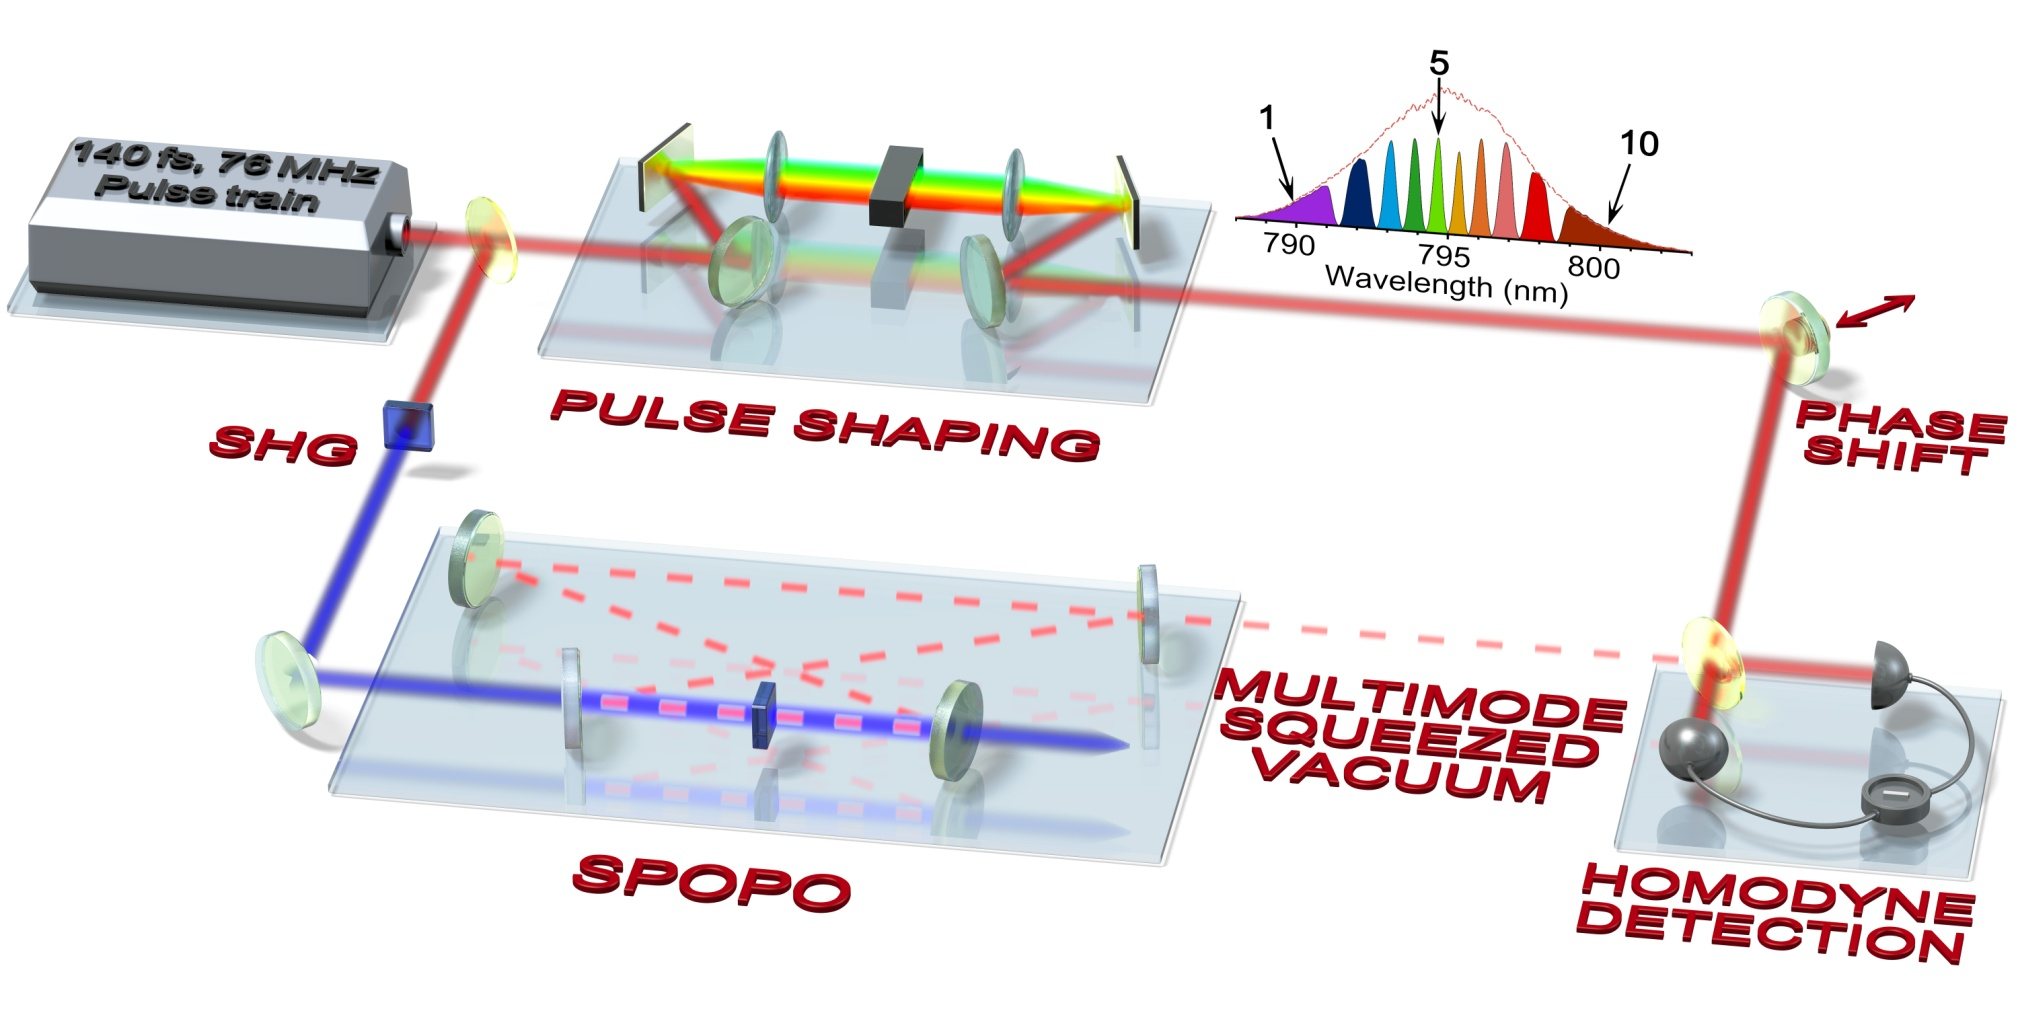 140 fs, 76 MHz
Pulse train
5
1
10
790
795
800
Wavelength (nm)
PULSE SHAPING
PHASE
SHIFT
SHG
MULTIMODE
SQUEEZED
VACUUM
SPOPO
HOMODYNE
DETECTION